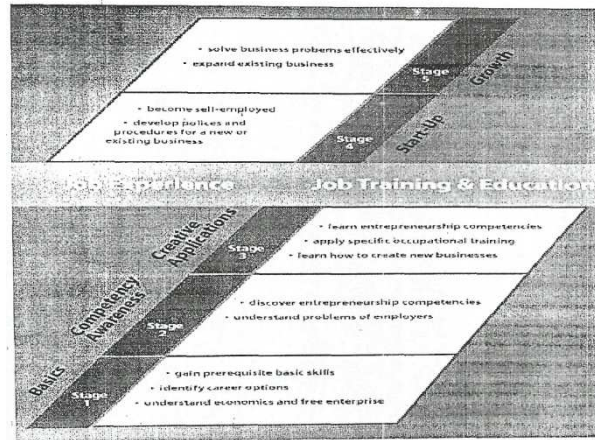 • solve business probems effectively
• expand existing business
Stage
5
Growth
• become self-employed
• develop polices and
procedures for a new or
existing business
Stage
4
Start-Up
Job Experience Job Training & Education
Creative
Applications
Stage
3
• learn entrepreneurship competencies
• apply specific occupational training
• learn how to create new businesses
Competency
Awareness
Stage
2
• discover entrepreneurship competencies
• understand problems of employers
Basics
Stage
1
• gain prerequisite basic skills
• identify career options
• understand economics and free enterprise